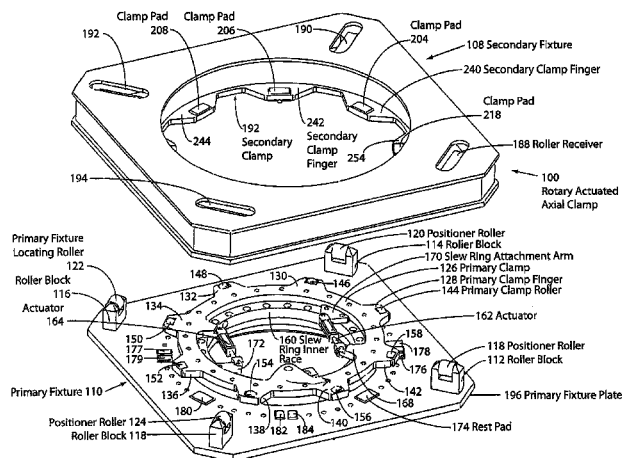 Clamp Pad
208
Clamp Pad
206
190
Clamp Pad
204
192
108 Secondary Fixture
240 Secondary Clamp Finger
Clamp Pad
218
244
192
Secondary
Clamp
242
Secondary
Clamp
Finger
254
188 Roller Receiver
194
100
Rotary Actuated
Axial Clamp
120 Positioner Roller
114 Roller Block
170 Slew Ring Attachment Arm
126 Primary Clamp
128 Primary Clamp Finger
144 Primary Clamp Roller
Primary Fixture
Locating Roller
122
Roller Block
116
Actuator
164
148
130
146
132
134
162 Actuator
150
160 Slew
Ring Inner
Race
158
177
179
172
154
178
176
118 Positioner Roller
112 Roller Block
152
142
Primary Fixture 110
136
168
196 Primary Fixture Plate
180
138
140
156
174 Rest Pad
Positioner Roller 124
182
184
Roller Block 118